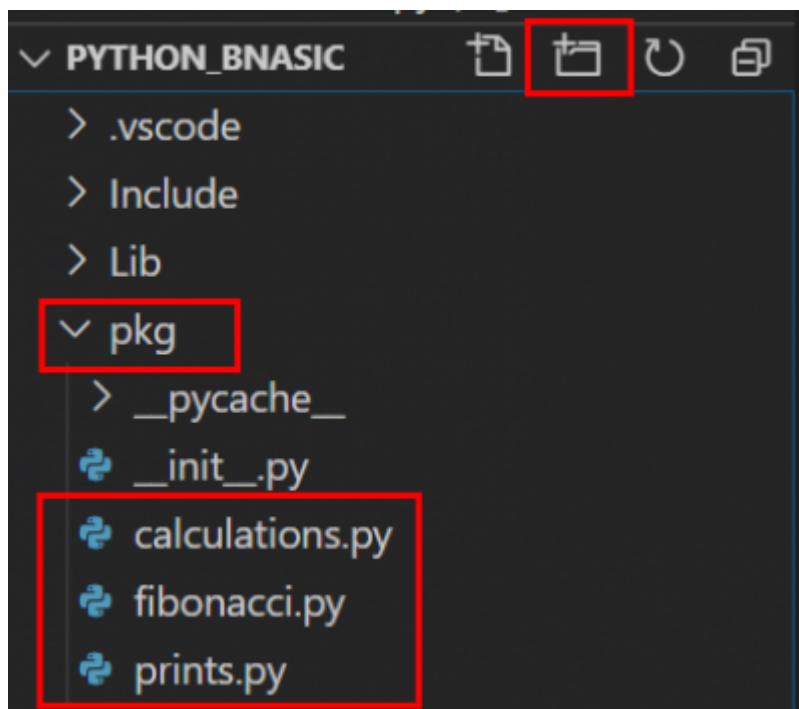 PYTHON_BNASIC
.vscode
Include
Lib
pkg
__pycache__
__init__.py
calculations.py
fibonacci.py
prints.py